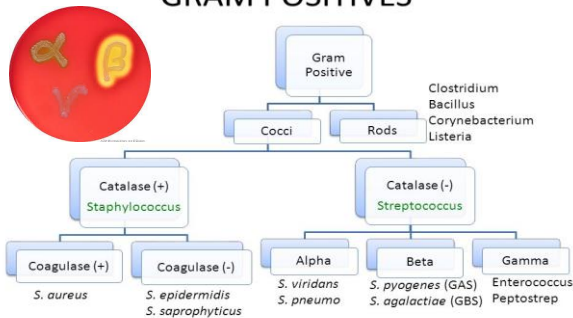 GRAM POSITIVES
α
β
γ
Gram
Positive
Cocci
Rods
Clostridium
Bacillus
Corynebacterium
Listeria
Catalase (+)
Staphylococcus
Catalase (-)
Streptococcus
Coagulase (+)
Coagulase (-)
Alpha
Beta
Gamma
S. aureus
S. epidermidis
S. saprophyticus
S. viridans
S. pneumo
S. pyogenes (GAS)
S. agalactiae (GBS)
Enterococcus
Peptostrep